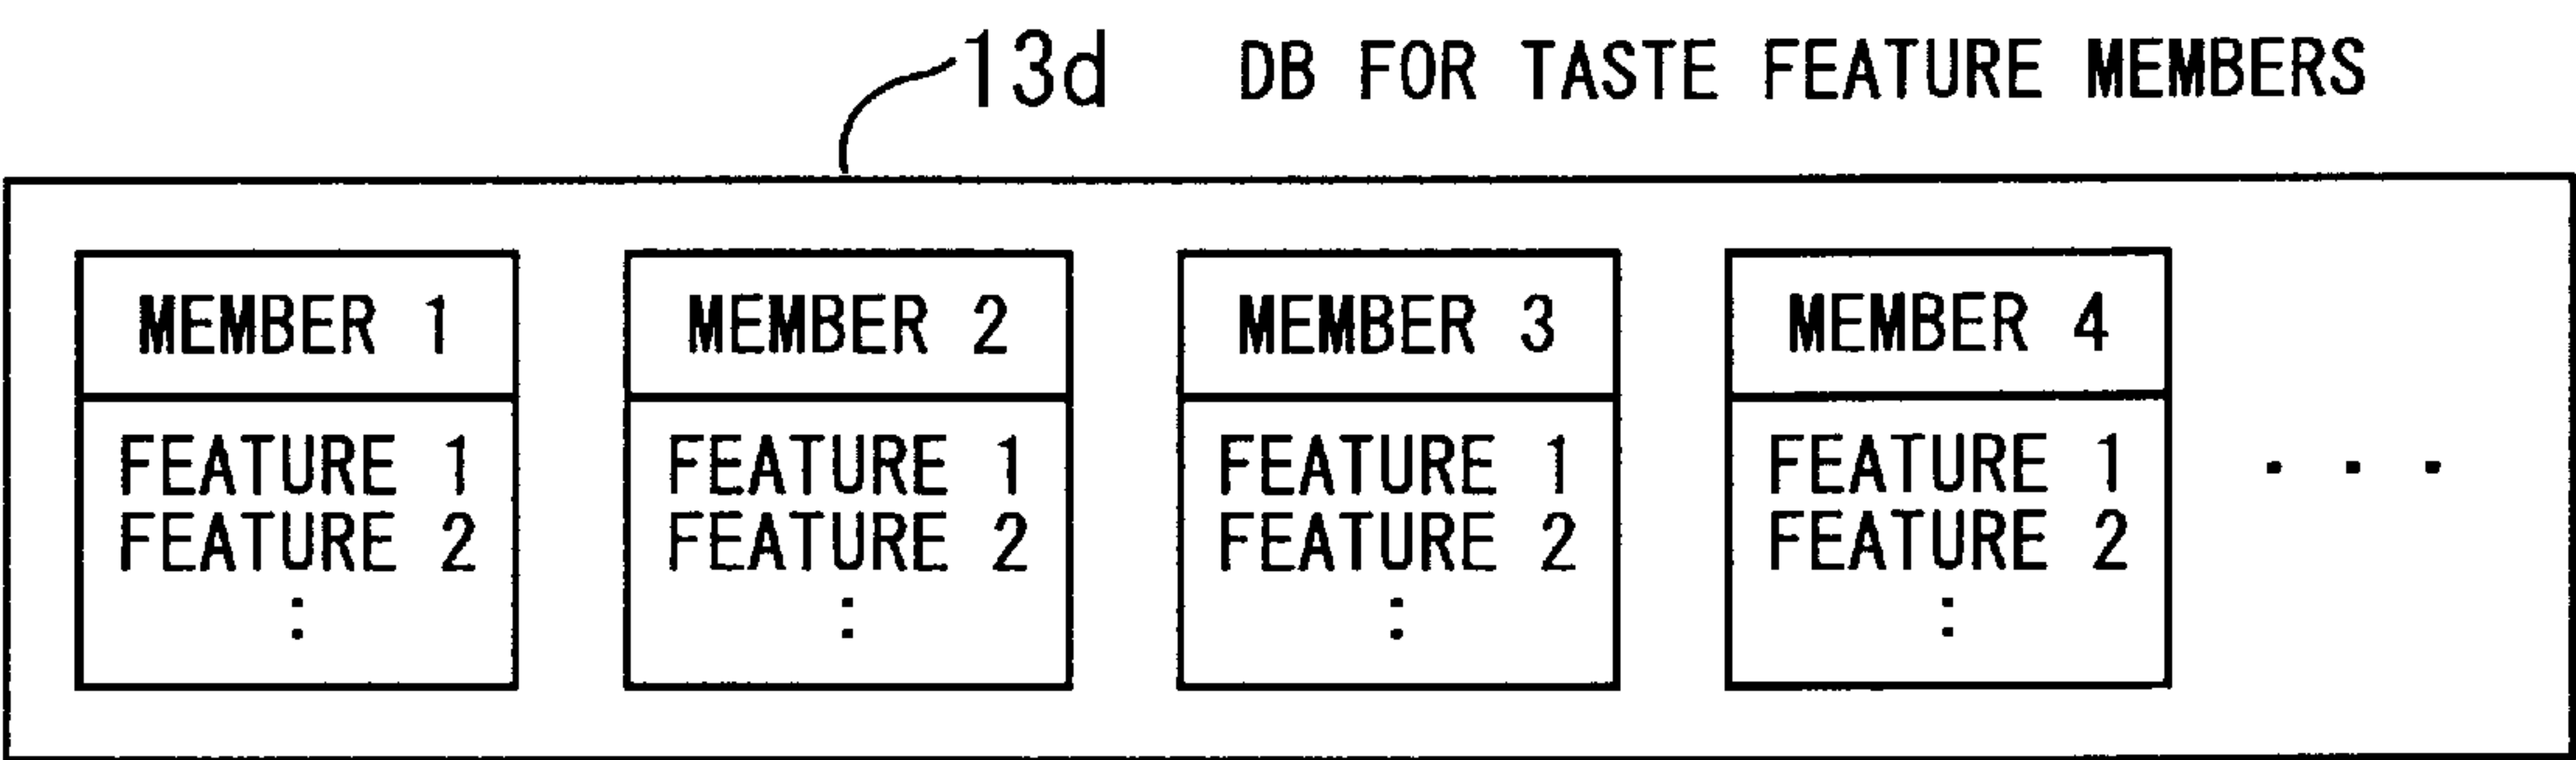 13d DB FOR TASTE FEATURE MEMBERS
MEMBER 1
FEATURE 1
FEATURE 2
:
MEMBER 2
FEATURE 1
FEATURE 2
:
MEMBER 3
FEATURE 1
FEATURE 2
:
MEMBER 4
FEATURE 1
FEATURE 2
:
· · ·